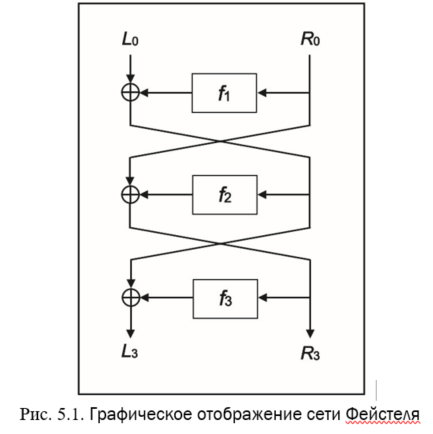 L0 R0
f1
f2
f3
L3 R3
Рис. 5.1. Графическое отображение сети Фейстеля